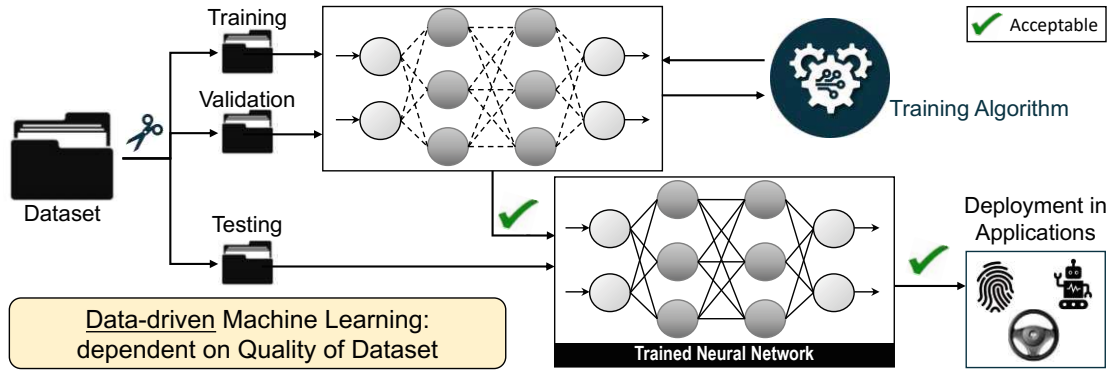 Training
Acceptable
Validation
Training Algorithm
Dataset
Testing
Deployment in
Applications
Data-driven Machine Learning:
dependent on Quality of Dataset
Trained Neural Network